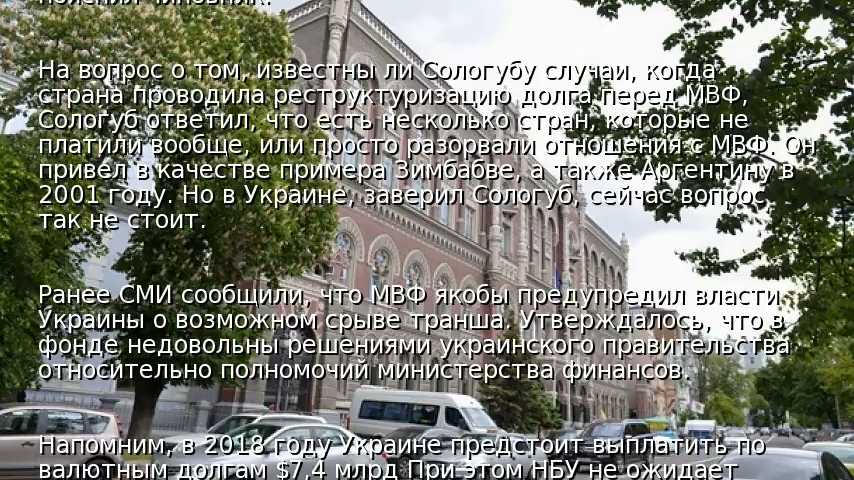 пояснил чиновник.
На вопрос о том, известны ли Сологубу случаи, когда
страна проводила реструктуризацию долга перед МВФ,
Сологуб ответил, что есть несколько стран, которые не
платили вообще, или просто разорвали отношения с МВФ. Он
привел в качестве примера Зимбабве, а также Аргентину в
2001 году. Но в Украине, заверил Сологуб, сейчас вопрос
так не стоит.
Ранее СМИ сообщили, что МВФ якобы предупредил власти
Украины о возможном срыве транша. Утверждалось, что в
фонде недовольны решениями украинского правительства
относительно полномочий министерства финансов.
Напомним, в 2018 году Украине предстоит выплатить по
валютным долгам $7,4 млрд При этом НБУ не ожидает